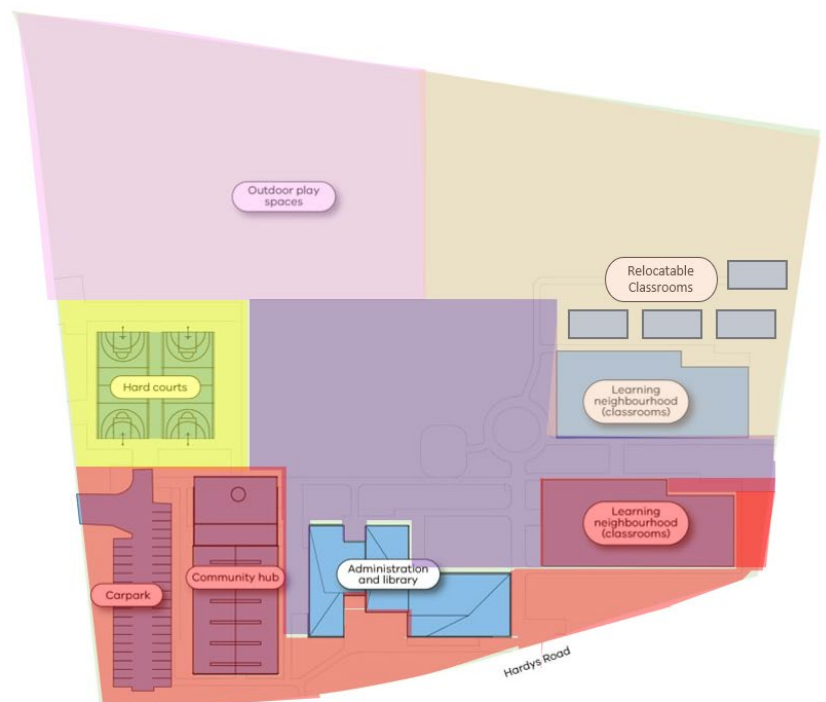 Outdoor play
spaces
Relocatable
Classrooms
Hard courts
Learning
neighbourhood
(classrooms)
Learning
neighbourhood
(classrooms)
Administration
and library
Community hub
Carpark
Hardys Road